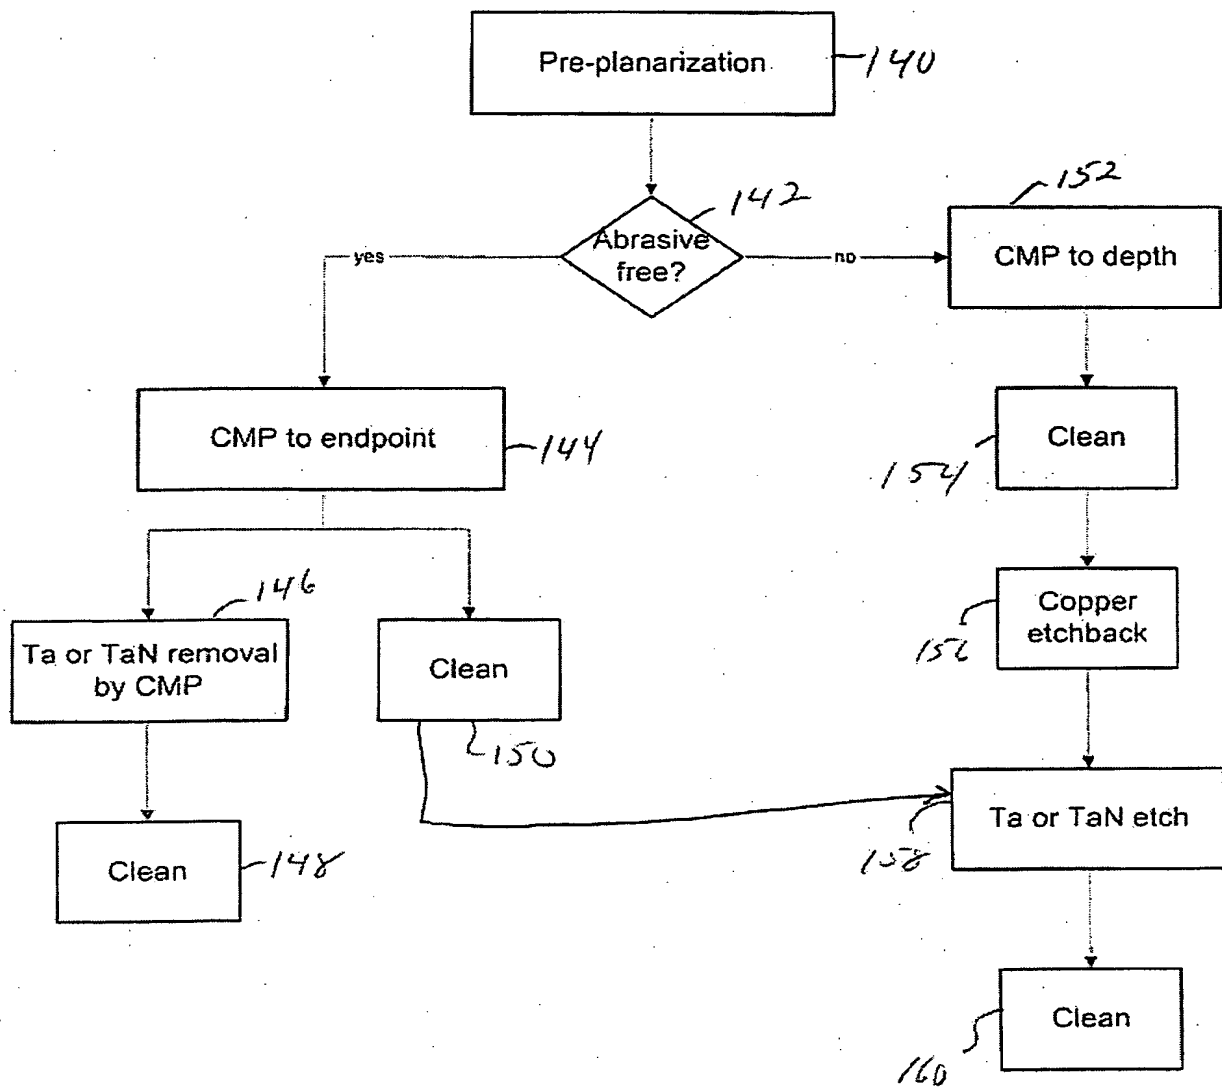 Pre-planarization
140
152
142
Abrasive
free?
yes
no
CMP to depth
CMP to endpoint
144
Clean
154
146
Copper
etchback
156
Ta or TaN removal
by CMP
Clean
150
Ta or TaN etch
158
Clean
148
Clean
160